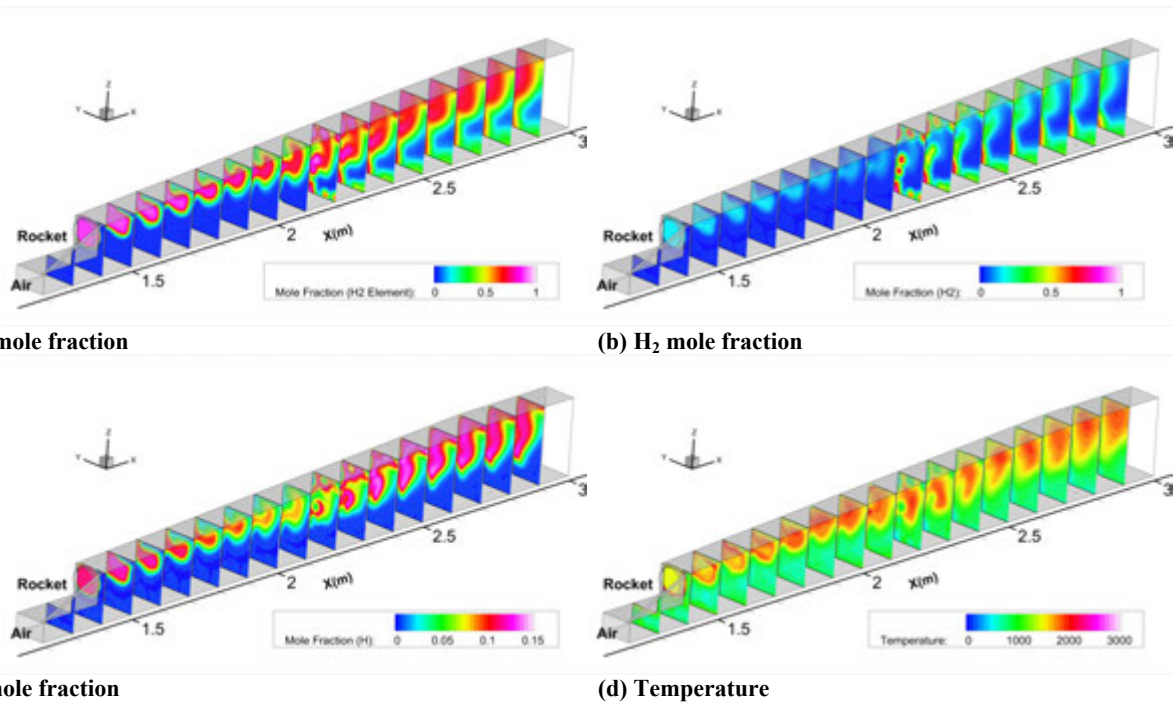 Z
Y
X
3
2.5
2
1.5
X(m)
Rocket
Air
Mole Fraction (H2 Element): 0 0.5 1
Z
Y
X
3
2.5
2
1.5
X(m)
Rocket
Air
Mole Fraction (H2): 0 0.5 1
mole fraction
(b) H₂ mole fraction
Z
Y
X
3
2.5
2
1.5
X(m)
Rocket
Air
Mole Fraction (H): 0 0.05 0.1 0.15
Z
Y
X
3
2.5
2
1.5
X(m)
Rocket
Air
Temperature: 0 1000 2000 3000
mole fraction
(d) Temperature